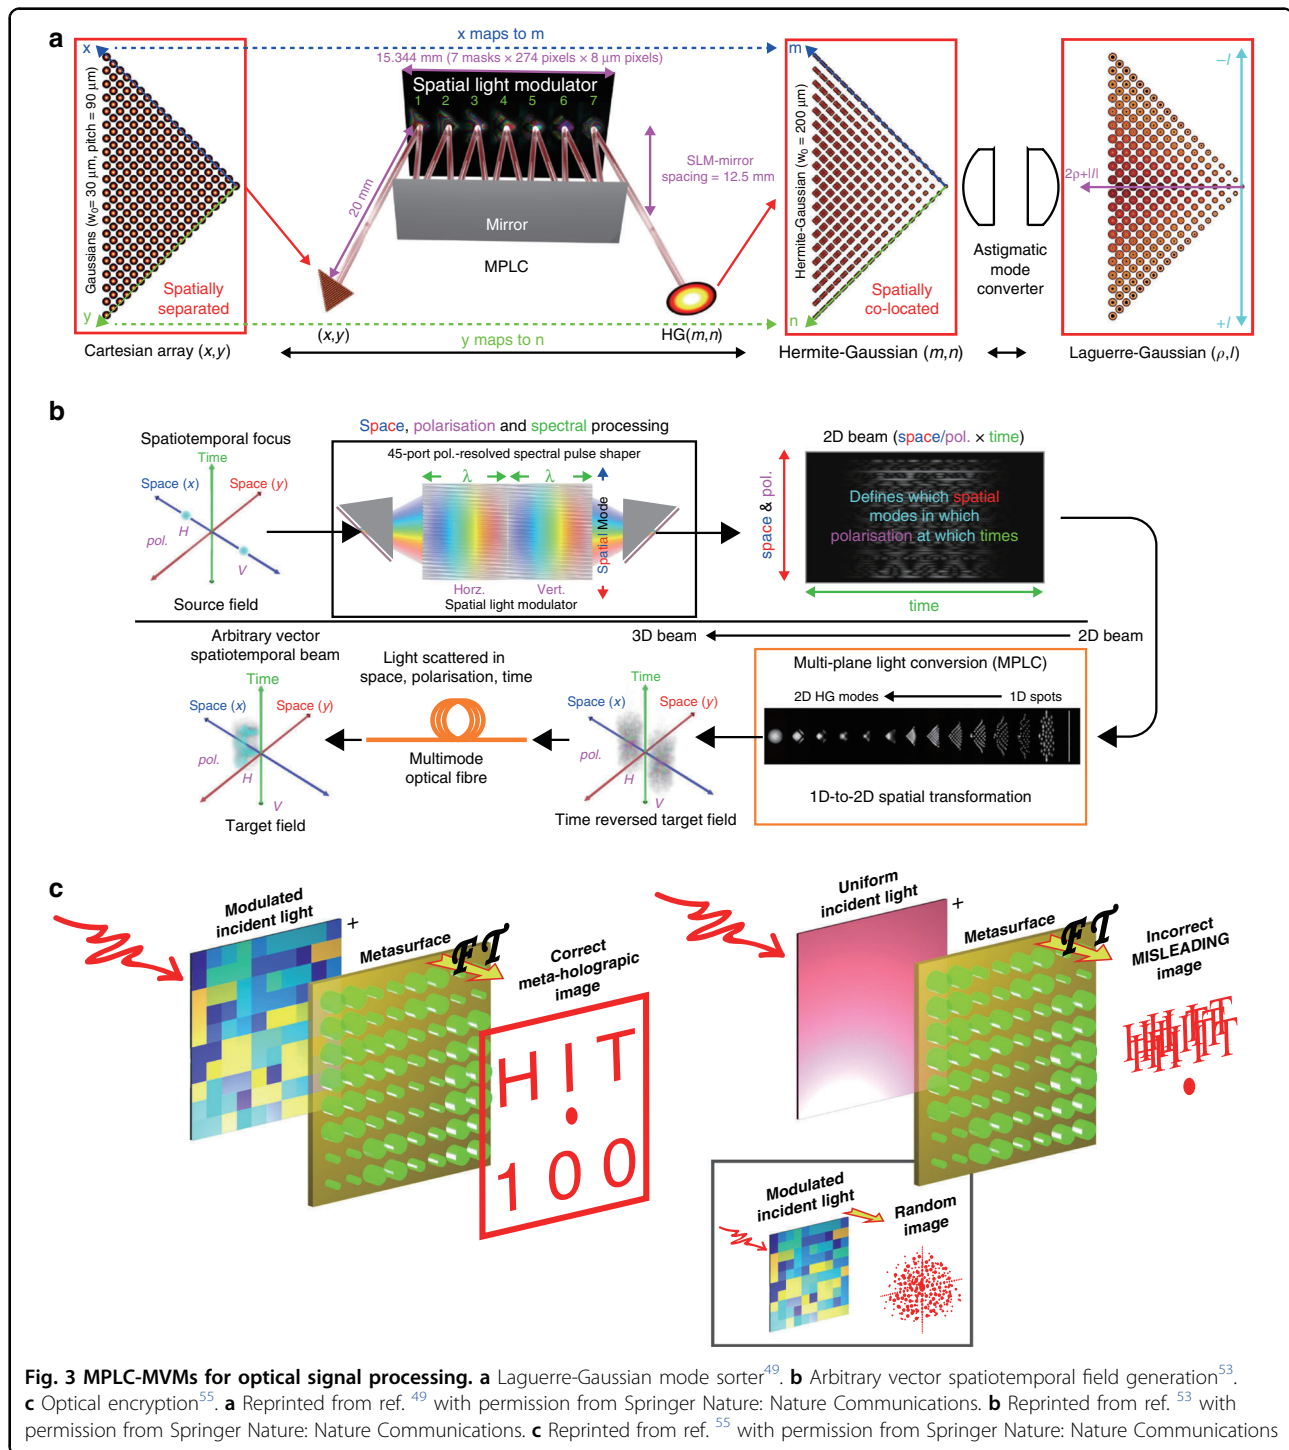 a
x
x maps to m
m
–l
15.344 mm (7 masks × 274 pixels × 8 µm pixels)
Spatial light modulator
1 2 3 4 5 6 7
Gaussians (w0= 30 µm, pitch = 90 µm)
Spatially
separated
y
20 mm
SLM-mirror
spacing = 12.5 mm
Mirror
MPLC
Hermite-Gaussian (w0 = 200 µm)
Spatially
co-located
n
2ρ+|l|
Astigmatic
mode
converter
+l
(x,y)
HG(m,n)
y maps to n
Cartesian array (x,y)
Hermite-Gaussian (m,n)
Laguerre-Gaussian (ρ,l)
b
Spatiotemporal focus
Time
Space (x)
Space (y)
H
pol.
V
Source field
Space, polarisation and spectral processing
45-port pol.-resolved spectral pulse shaper
λ λ
Spatial Mode
Horz. Vert.
Spatial light modulator
2D beam (space/pol. × time)
space & pol.
Defines which spatial
modes in which
polarisation at which times
time
Arbitrary vector
spatiotemporal beam
Time
Space (x)
Space (y)
pol.
H
V
Target field
Light scattered in
space, polarisation, time
Multimode
optical fibre
3D beam
2D beam
Time
Space (x)
Space (y)
pol.
H
V
Time reversed target field
Multi-plane light conversion (MPLC)
2D HG modes
1D spots
1D-to-2D spatial transformation
c
Modulated
incident light
+
Metasurface
FT
Correct
meta-holograpic
image
HIT
100
Uniform
incident light
+
Metasurface
FT
Incorrect
MISLEADING
image
Modulated
incident light
Random
image
Fig. 3 MPLC-MVMs for optical signal processing. a Laguerre-Gaussian mode sorter49. b Arbitrary vector spatiotemporal field generation53.
c Optical encryption55. a Reprinted from ref. 49 with permission from Springer Nature: Nature Communications. b Reprinted from ref. 53 with
permission from Springer Nature: Nature Communications. c Reprinted from ref. 55 with permission from Springer Nature: Nature Communications